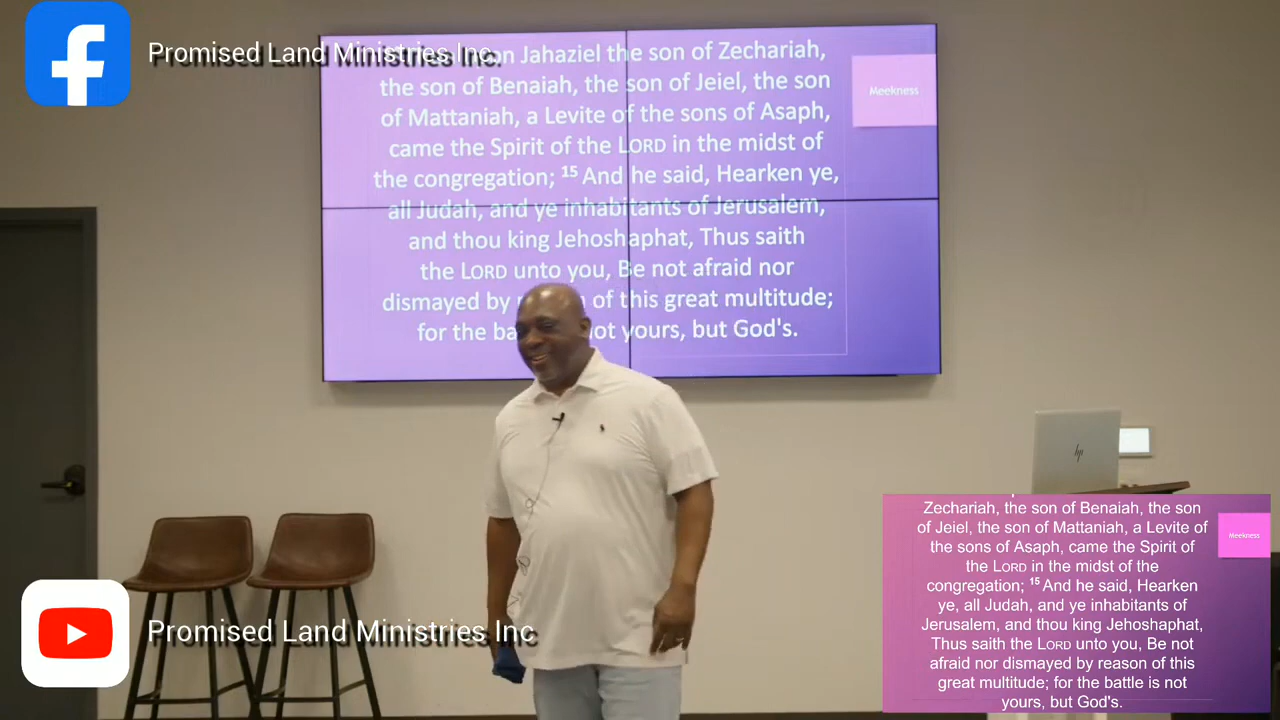 Promised Land Ministries Inc.
on Jahaziel the son of Zechariah,
the son of Benaiah, the son of Jeiel, the son
of Mattaniah, a Levite of the sons of Asaph,
came the Spirit of the LORD in the midst of
the congregation; 15 And he said, Hearken ye,
all Judah, and ye inhabitants of Jerusalem,
and thou king Jehoshaphat, Thus saith
the LORD unto you, Be not afraid nor
dismayed by of this great multitude;
for the not yours, but God's.
Meekness
hp
Zechariah, the son of Benaiah, the son
of Jeiel, the son of Mattaniah, a Levite of
the sons of Asaph, came the Spirit of
the LORD in the midst of the
congregation; 15 And he said, Hearken
ye, all Judah, and ye inhabitants of
Jerusalem, and thou king Jehoshaphat,
Thus saith the LORD unto you, Be not
afraid nor dismayed by reason of this
great multitude; for the battle is not
yours, but God's.
Meekness
Promised Land Ministries Inc